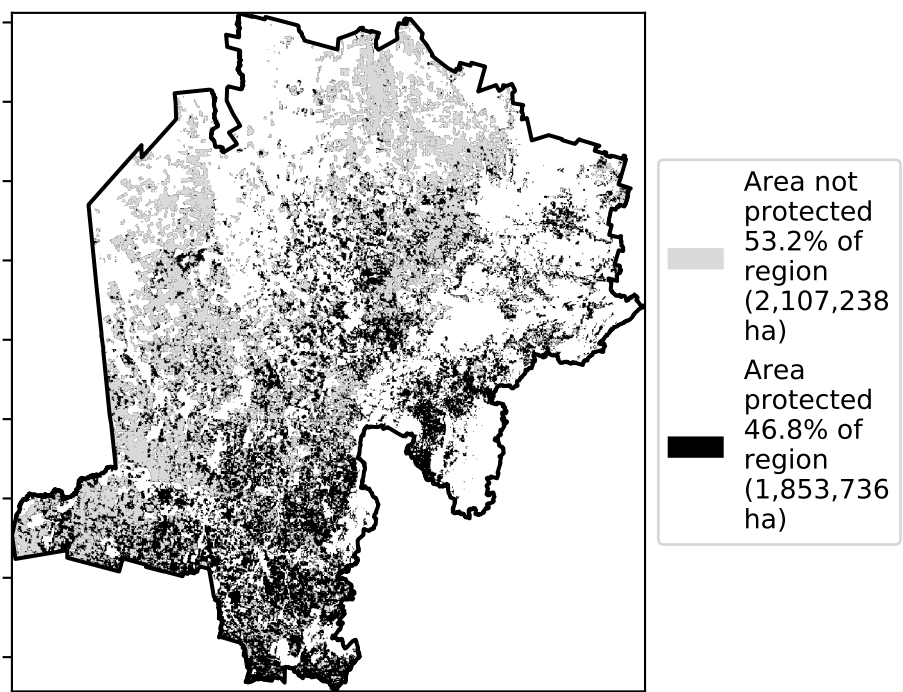 Area not
protected
53.2% of
region
(2,107,238
ha)
Area
protected
46.8% of
region
(1,853,736
ha)